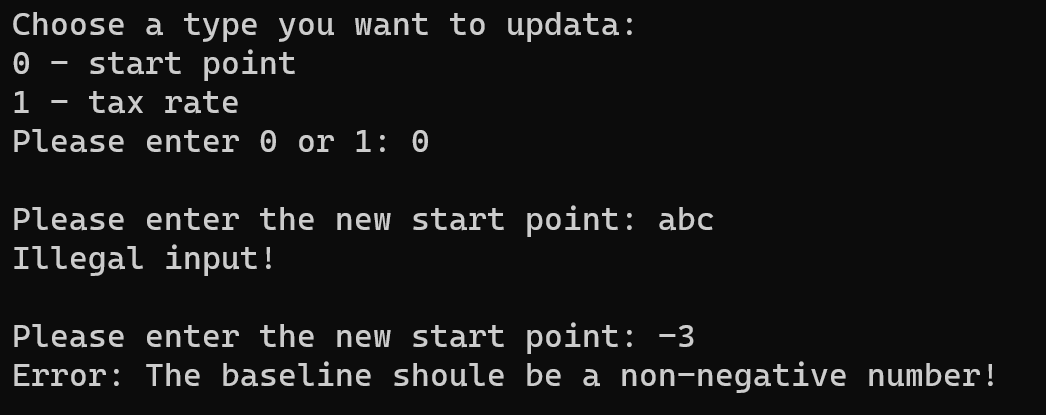 Choose a type you want to updata:
0 - start point
1 - tax rate
Please enter 0 or 1: 0
Please enter the new start point: abc
Illegal input!
Please enter the new start point: -3
Error: The baseline shoule be a non-negative number!